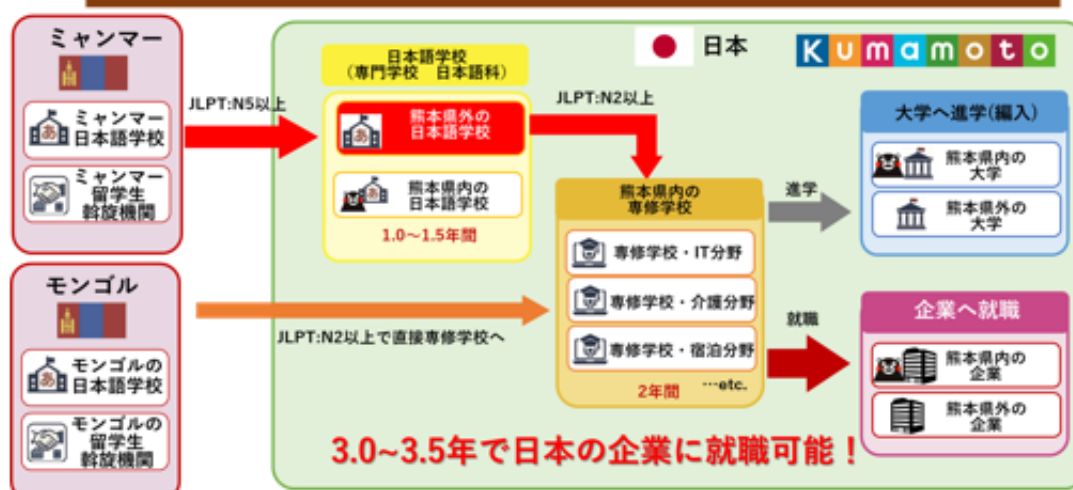 ミャンマー
ミャンマー
日本語学校
ミャンマー
留学生
斡旋機関
モンゴル
モンゴルの
日本語学校
モンゴルの
留学生
斡旋機関
JLPT:N5以上
日本
Kumamoto
日本語学校
(専門学校 日本語科)
あ
熊本県外の
日本語学校
熊本県内の
日本語学校
1.0～1.5年間
JLPT:N2以上
JLPT:N2以上で直接専修学校へ
熊本県内の
専修学校
専修学校・IT分野
専修学校・介護分野
専修学校・宿泊分野
2年間 …etc.
進学
就職
大学へ進学(編入)
熊本県内の
大学
熊本県外の
大学
企業へ就職
熊本県内の
企業
熊本県外の
企業
3.0~3.5年で日本の企業に就職可能！